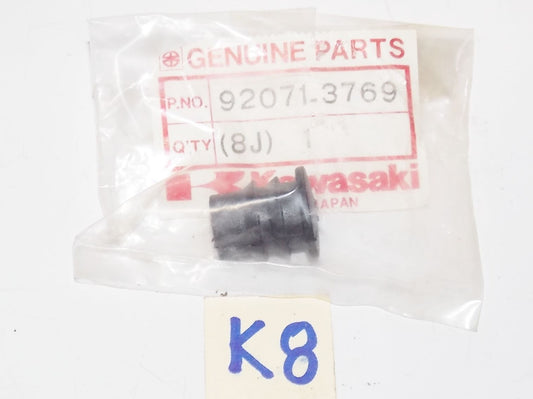 GENUINE PARTS
P.NO. 92071-3769
Q'TY (8J) 1
Kawasaki
JAPAN
K8